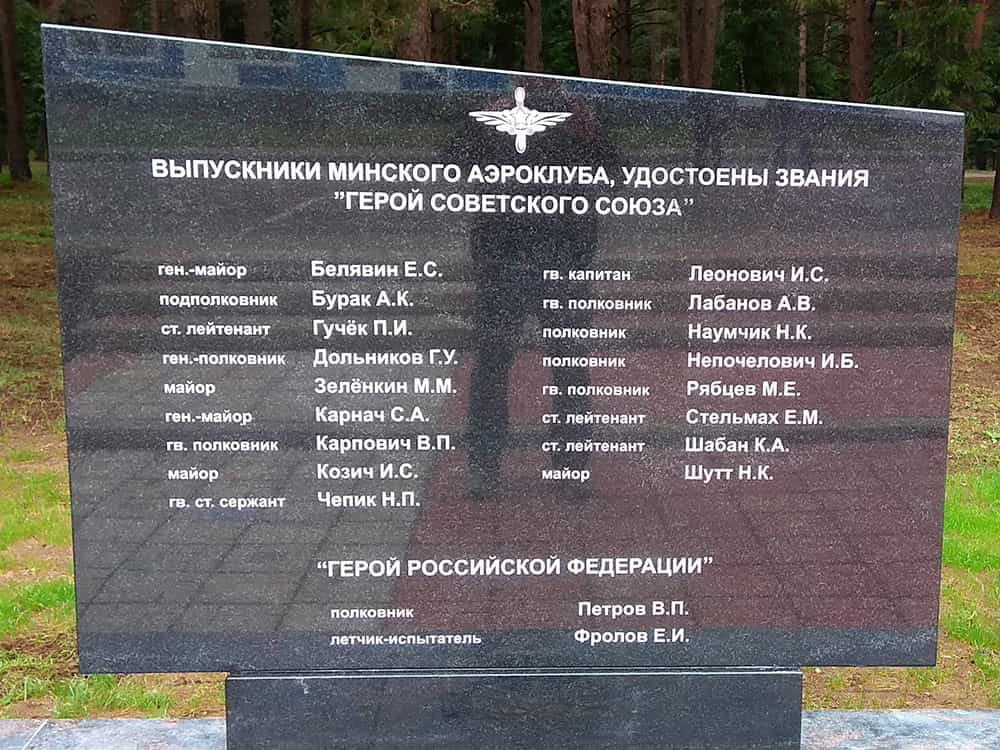 ВЫПУСКНИКИ МИНСКОГО АЭРОКЛУБА, УДОСТОЕНЫ ЗВАНИЯ
”ГЕРОЙ СОВЕТСКОГО СОЮЗА”
ген.-майор Белявин Е.С.
подполковник Бурак А.К.
ст. лейтенант Гучёк П.И.
ген.-полковник Дольников Г.У.
майор Зелёнкин М.М.
ген.-майор Карнач С.А.
гв. полковник Карпович В.П.
майор Козич И.С.
гв. ст. сержант Чепик Н.П.
гв. капитан Леонович И.С.
гв. полковник Лабанов А.В.
полковник Наумчик Н.К.
полковник Непочелович И.Б.
гв. полковник Рябцев М.Е.
ст. лейтенант Стельмах Е.М.
ст. лейтенант Шабан К.А.
майор Шутт Н.К.
“ГЕРОЙ РОССИЙСКОЙ ФЕДЕРАЦИИ”
полковник Петров В.П.
летчик-испытатель Фролов Е.И.